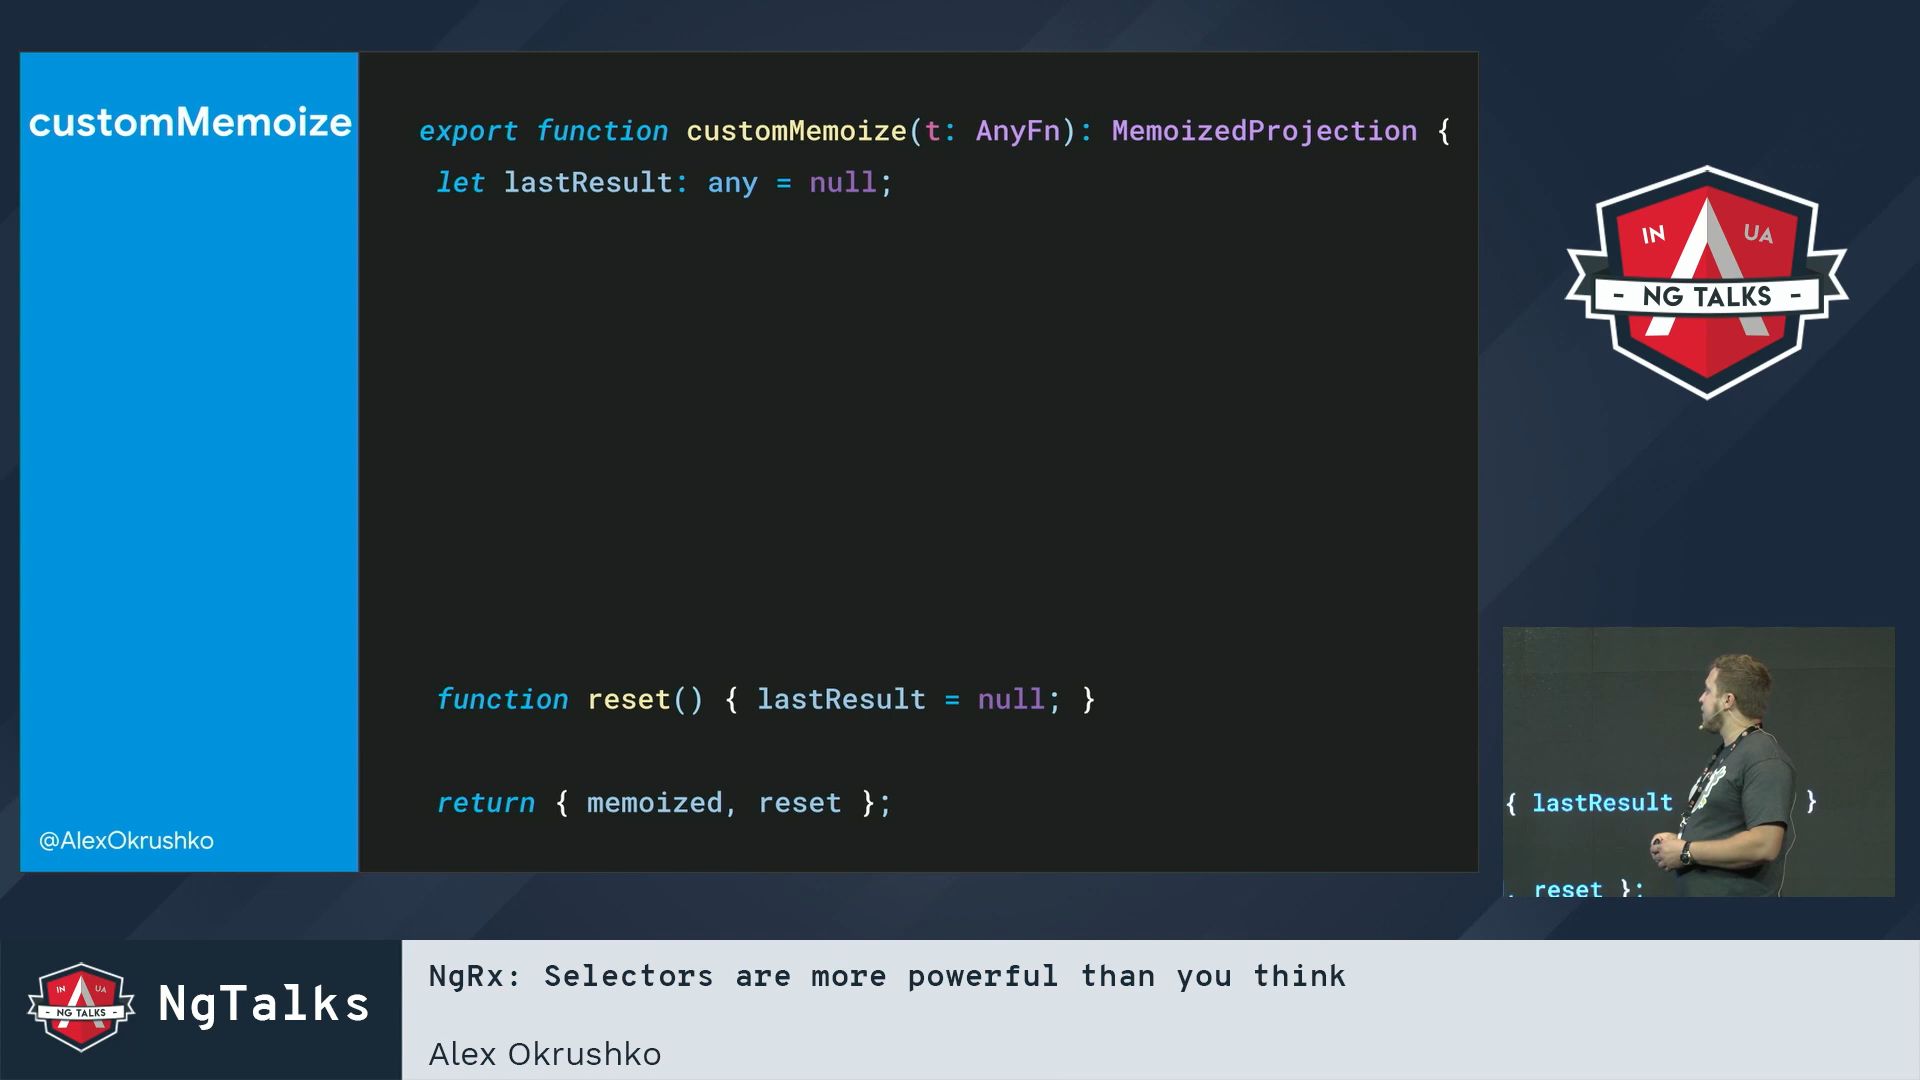 customMemoize
export function customMemoize(t: AnyFn): MemoizedProjection {
let lastResult: any = null;
function reset() { lastResult = null; }
return { memoized, reset };
@AlexOkrushko
IN UA
- NG TALKS -
{ lastResult }
, reset };
IN UA
- NG TALKS -
NgTalks
NgRx: Selectors are more powerful than you think
Alex Okrushko